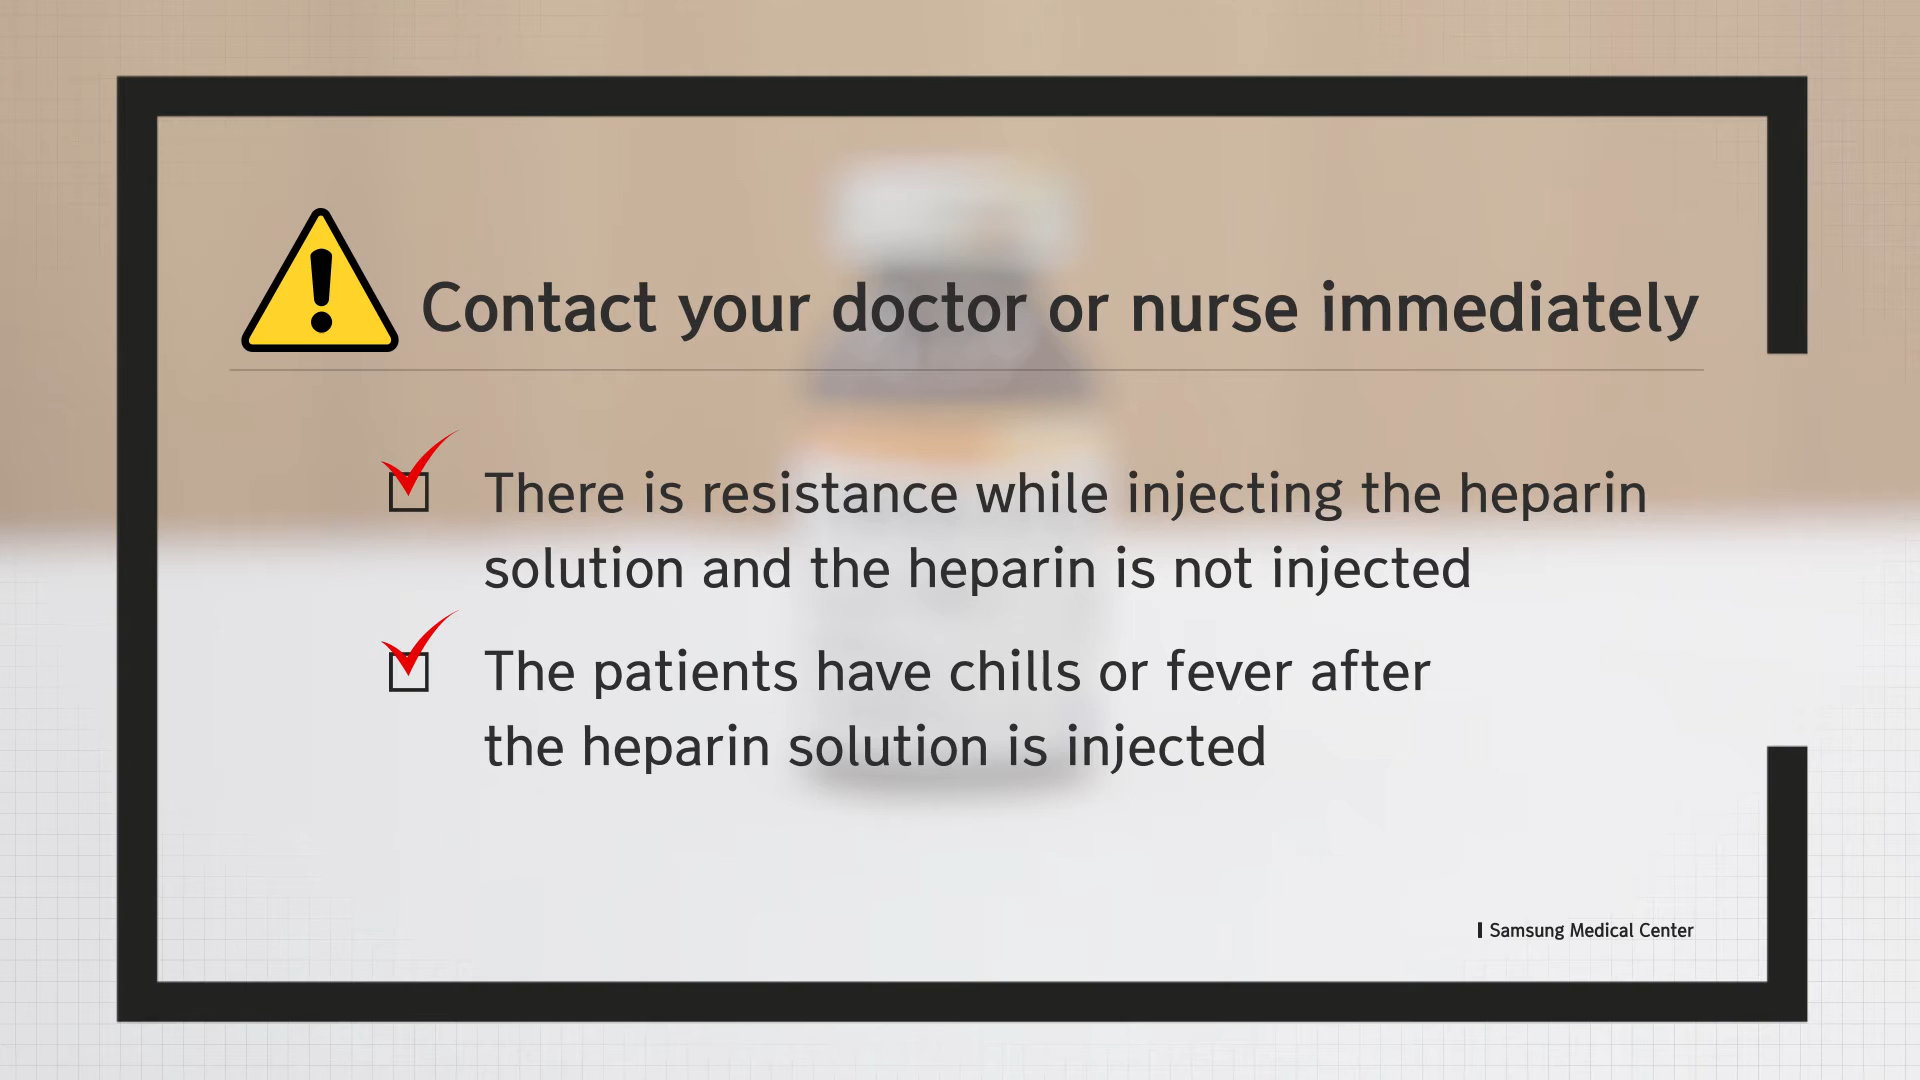 Contact your doctor or nurse immediately
There is resistance while injecting the heparin
solution and the heparin is not injected
The patients have chills or fever after
the heparin solution is injected
Samsung Medical Center